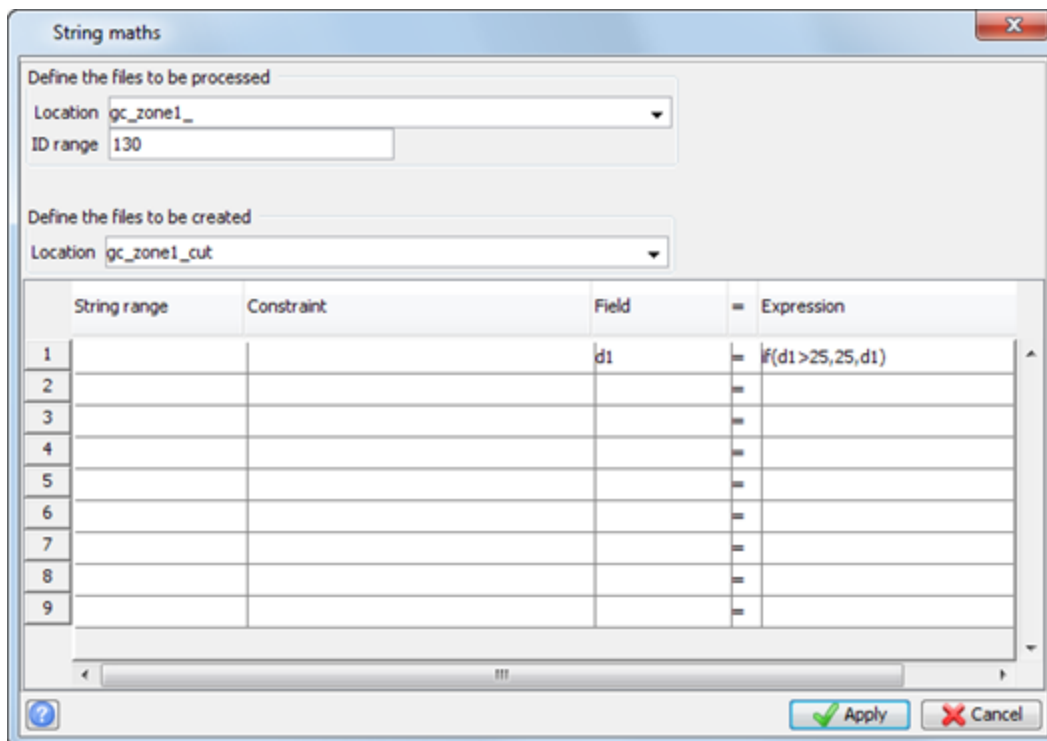 String maths
Define the files to be processed
Location gc_zone1_
ID range 130
Define the files to be created
Location gc_zone1_cut
String range Constraint Field = Expression
1 d1 = if(d1>25,25,d1)
2 =
3 =
4 =
5 =
6 =
7 =
8 =
9 =
? Apply Cancel